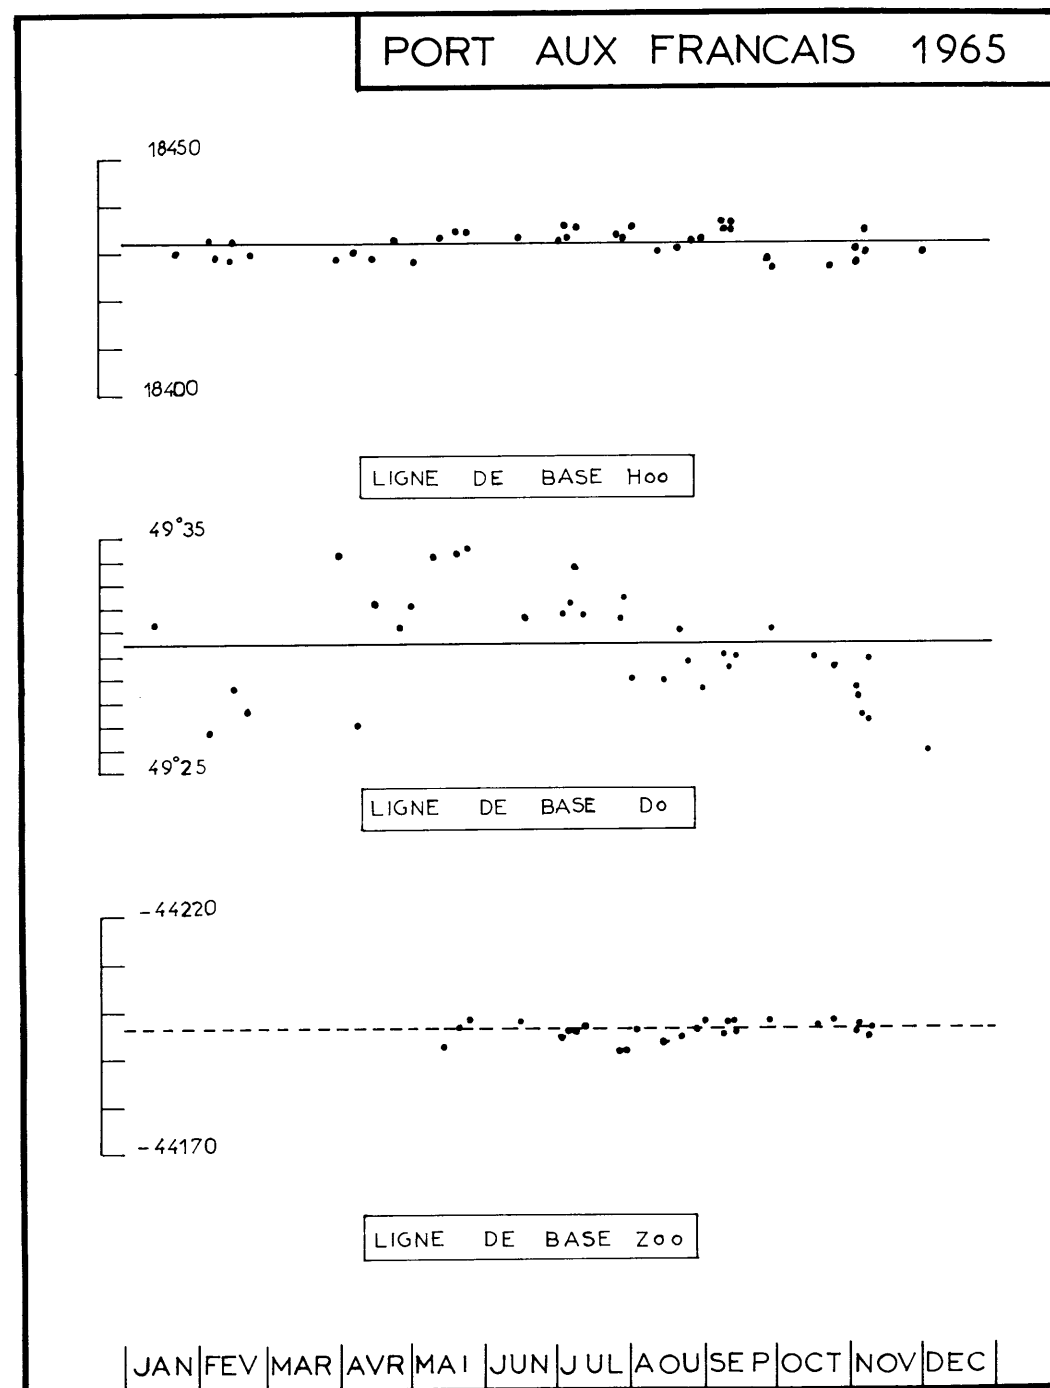 PORT AUX FRANCAIS 1965
18450
18400
LIGNE DE BASE Hoo
49°35
49°25
LIGNE DE BASE Do
-44220
-44170
LIGNE DE BASE Zoo
JAN FEV MAR AVR MAI JUN JUL AOU SEP OCT NOV DEC